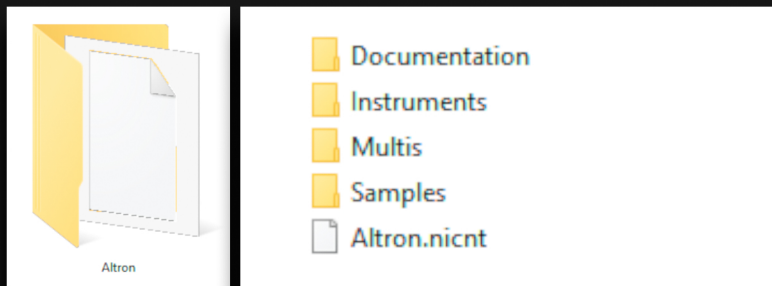 Altron
Documentation
Instruments
Multis
Samples
Altron.nicnt